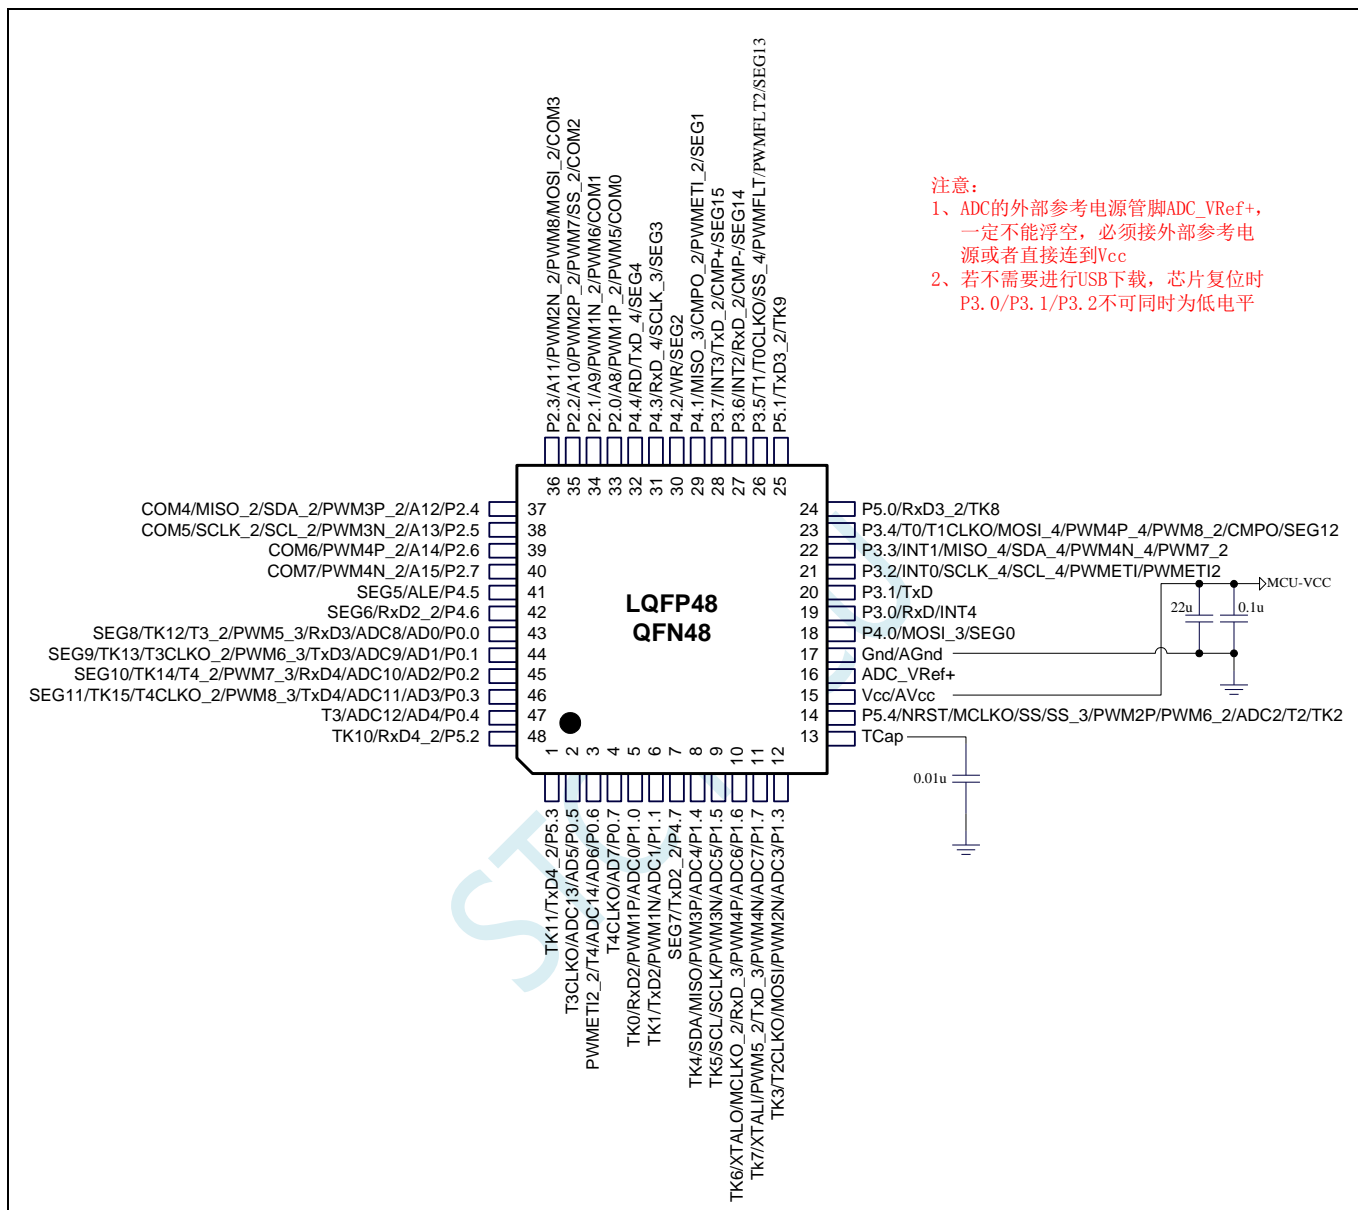 P2.3/A11/PWM2N_2/PWM8/MOSI_2/COM3
P2.2/A10/PWM2P_2/PWM7/SS_2/COM2
P2.1/A9/PWM1N_2/PWM6/COM1
P2.0/A8/PWM1P_2/PWM5/COM0
P4.4/RD/TxD_4/SEG4
P4.3/RxD_4/SCLK_3/SEG3
P4.2/WR/SEG2
P4.1/MISO_3/CMPO_2/PWMETI_2/SEG1
P3.7/INT3/TxD_2/CMP+/SEG15
P3.6/INT2/RxD_2/CMP-/SEG14
P3.5/T1/T0CLKO/SS_4/PWMFLT/PWMFLT2/SEG13
P5.1/TxD3_2/TK9
注意：
1、ADC的外部参考电源管脚ADC_VRef+，
一定不能浮空，必须接外部参考电
源或者直接连到Vcc
2、若不需要进行USB下载，芯片复位时
P3.0/P3.1/P3.2不可同时为低电平
36 35 34 33 32 31 30 29 28 27 26 25
COM4/MISO_2/SDA_2/PWM3P_2/A12/P2.4 37
COM5/SCLK_2/SCL_2/PWM3N_2/A13/P2.5 38
COM6/PWM4P_2/A14/P2.6 39
COM7/PWM4N_2/A15/P2.7 40
SEG5/ALE/P4.5 41
SEG6/RxD2_2/P4.6 42
SEG8/TK12/T3_2/PWM5_3/RxD3/ADC8/AD0/P0.0 43
SEG9/TK13/T3CLKO_2/PWM6_3/TxD3/ADC9/AD1/P0.1 44
SEG10/TK14/T4_2/PWM7_3/RxD4/ADC10/AD2/P0.2 45
SEG11/TK15/T4CLKO_2/PWM8_3/TxD4/ADC11/AD3/P0.3 46
T3/ADC12/AD4/P0.4 47
TK10/RxD4_2/P5.2 48
LQFP48
QFN48
24 P5.0/RxD3_2/TK8
23 P3.4/T0/T1CLKO/MOSI_4/PWM4P_4/PWM8_2/CMPO/SEG12
22 P3.3/INT1/MISO_4/SDA_4/PWM4N_4/PWM7_2
21 P3.2/INT0/SCLK_4/SCL_4/PWMETI/PWMETI2
20 P3.1/TxD
19 P3.0/RxD/INT4
18 P4.0/MOSI_3/SEG0
17 Gnd/AGnd
16 ADC_VRef+
15 Vcc/AVcc
14 P5.4/NRST/MCLKO/SS/SS_3/PWM2P/PWM6_2/ADC2/T2/TK2
13 TCap
MCU-VCC
22u
0.1u
0.01u
1 2 3 4 5 6 7 8 9 10 11 12
TK11/TxD4_2/P5.3
T3CLKO/ADC13/AD5/P0.5
PWMETI2_2/T4/ADC14/AD6/P0.6
T4CLKO/AD7/P0.7
TK0/RxD2/PWM1P/ADC0/P1.0
TK1/TxD2/PWM1N/ADC1/P1.1
SEG7/TxD2_2/P4.7
TK4/SDA/MISO/PWM3P/ADC4/P1.4
TK5/SCL/SCLK/PWM3N/ADC5/P1.5
TK6/XTALO/MCLKO_2/RxD_3/PWM4P/ADC6/P1.6
Tk7/XTALI/PWM5_2/TxD_3/PWM4N/ADC7/P1.7
TK3/T2CLKO/MOSI/PWM2N/ADC3/P1.3